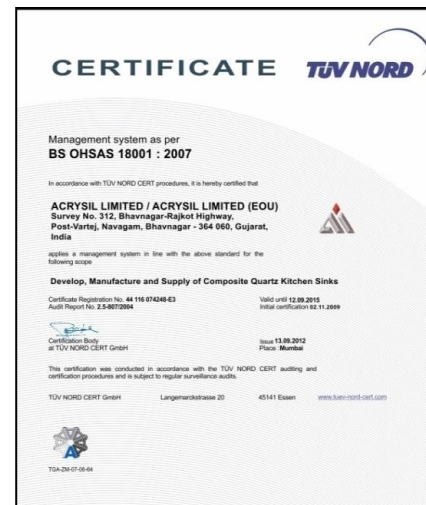 CERTIFICATE
TÜV NORD
Management system as per
BS OHSAS 18001 : 2007
In accordance with TÜV NORD CERT procedures, it is hereby certified that
ACRYSIL LIMITED / ACRYSIL LIMITED (EOU)
Survey No. 312, Bhavnagar-Rajkot Highway,
Post-Vartej, Navagam, Bhavnagar - 364 060, Gujarat,
India
applies a management system in line with the above standard for the
following scope
Develop, Manufacture and Supply of Composite Quartz Kitchen Sinks
Certificate Registration No. 44 116 074248-E3
Audit Report No. 2.5-807/2004
Valid until 12.09.2015
Initial certification 02.11.2009
Certification Body
at TÜV NORD CERT GmbH
Issue 13.09.2012
Place :Mumbai
This certification was conducted in accordance with the TÜV NORD CERT auditing and
certification procedures and is subject to regular surveillance audits.
TÜV NORD CERT GmbH Langemarckstrasse 20 45141 Essen www.tuev-nord-cert.com
A
TGA-ZM-07-06-64